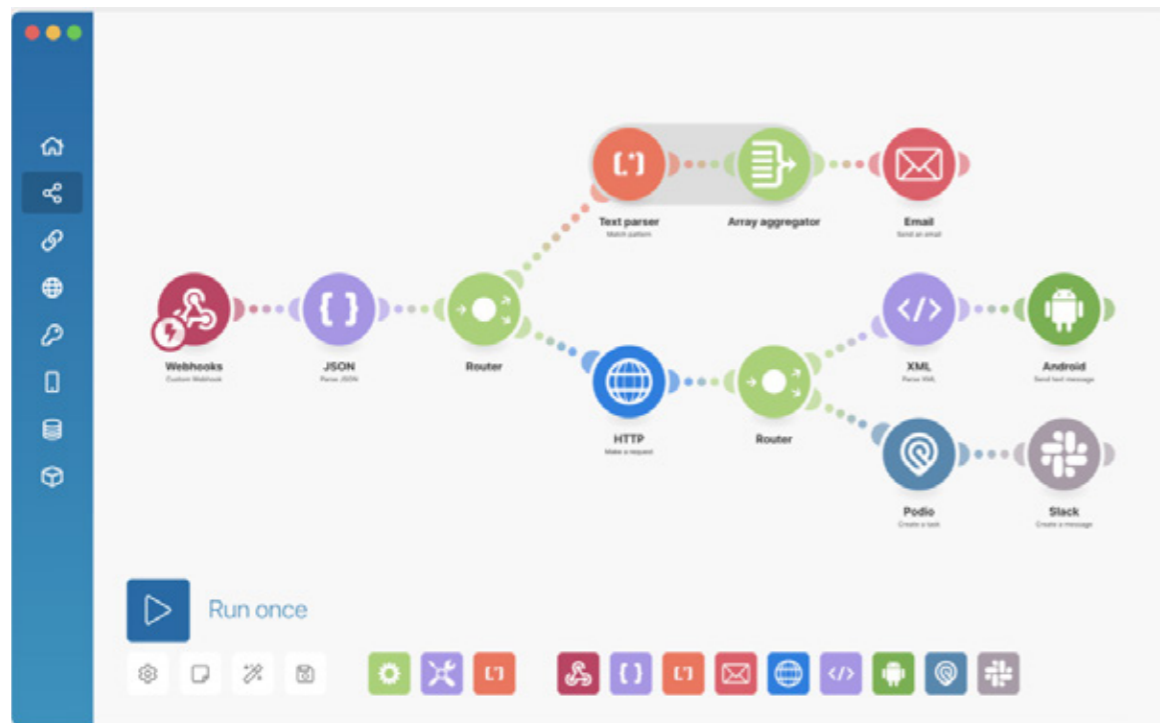 Text parser
Match pattern
Array aggregator
Email
Send an email
Webhooks
Custom Webhook
JSON
Parse JSON
Router
XML
Parse XML
Android
Send text message
HTTP
Make a request
Router
Podio
Create a task
Slack
Create a message
Run once